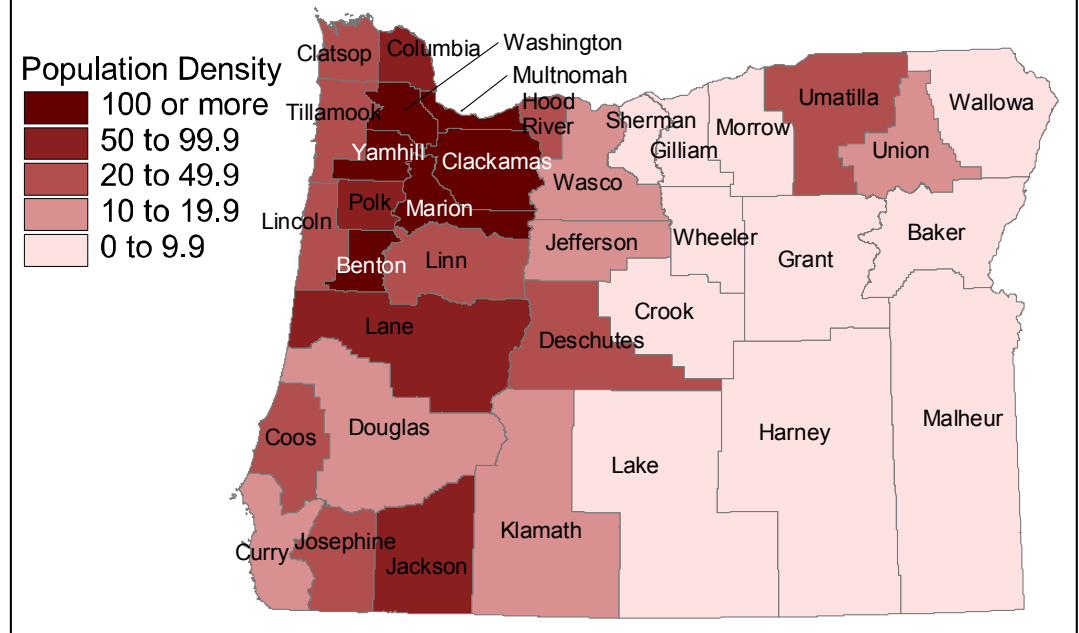 Population Density
100 or more
50 to 99.9
20 to 49.9
10 to 19.9
0 to 9.9
Clatsop
Columbia
Washington
Multnomah
Tillamook
Hood
River
Sherman
Gilliam
Morrow
Umatilla
Wallowa
Union
Yamhill
Clackamas
Wasco
Polk
Marion
Lincoln
Jefferson
Wheeler
Grant
Baker
Benton
Linn
Crook
Lane
Deschutes
Coos
Douglas
Lake
Harney
Malheur
Curry
Josephine
Jackson
Klamath